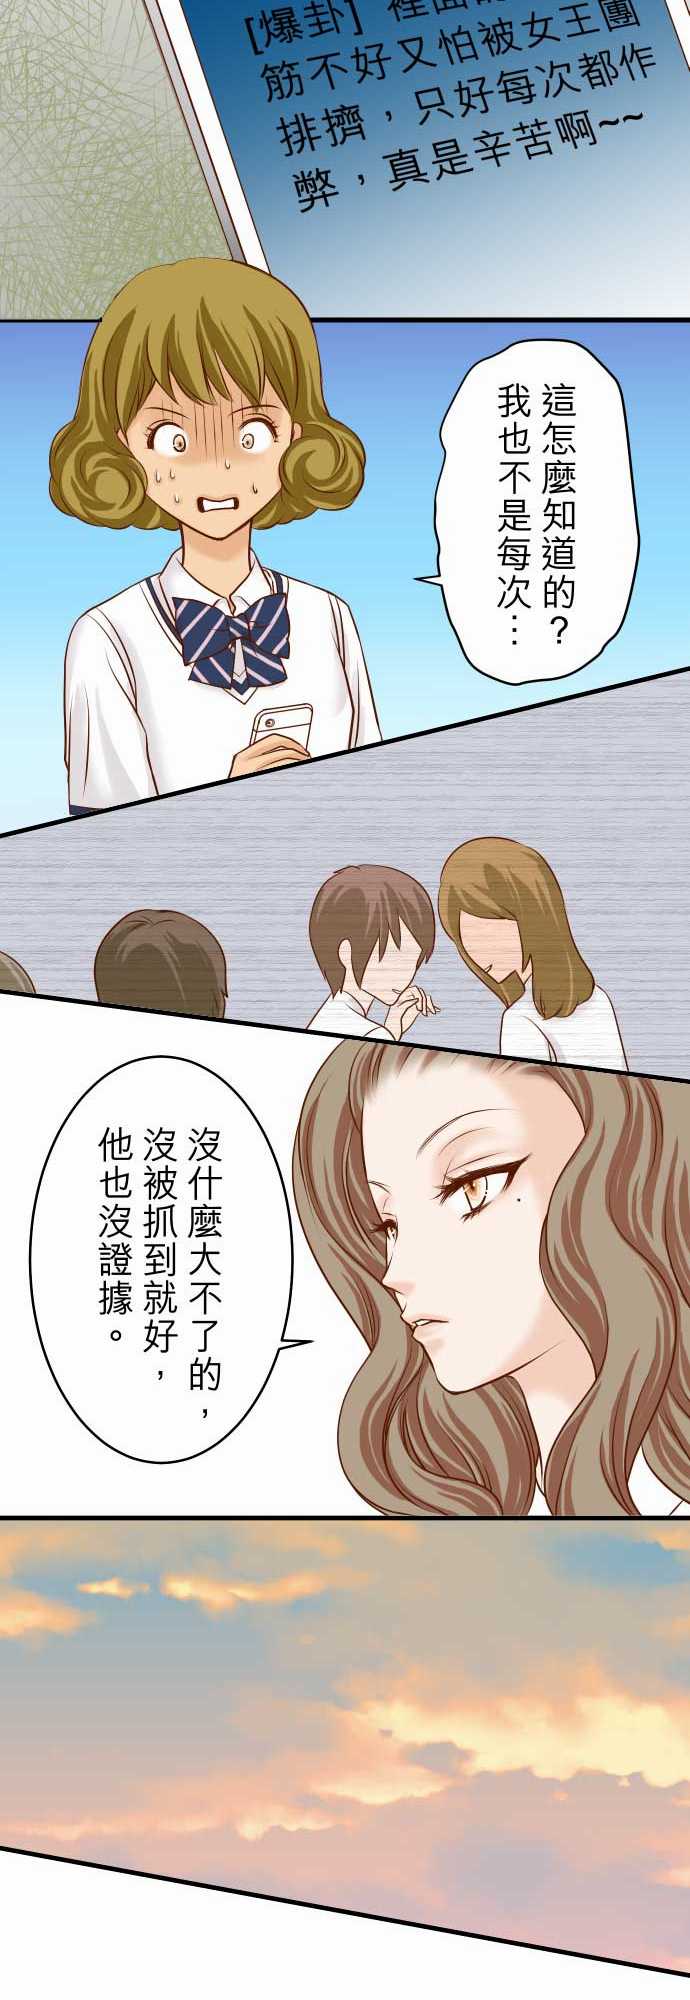 [爆卦] 裡面
筋不好又怕被女王團
排擠，只好每次都作
弊，真是辛苦啊~~
這怎麼知道的？
我也不是每次…
沒什麼大不了的，
沒被抓到就好，
他也沒證據。